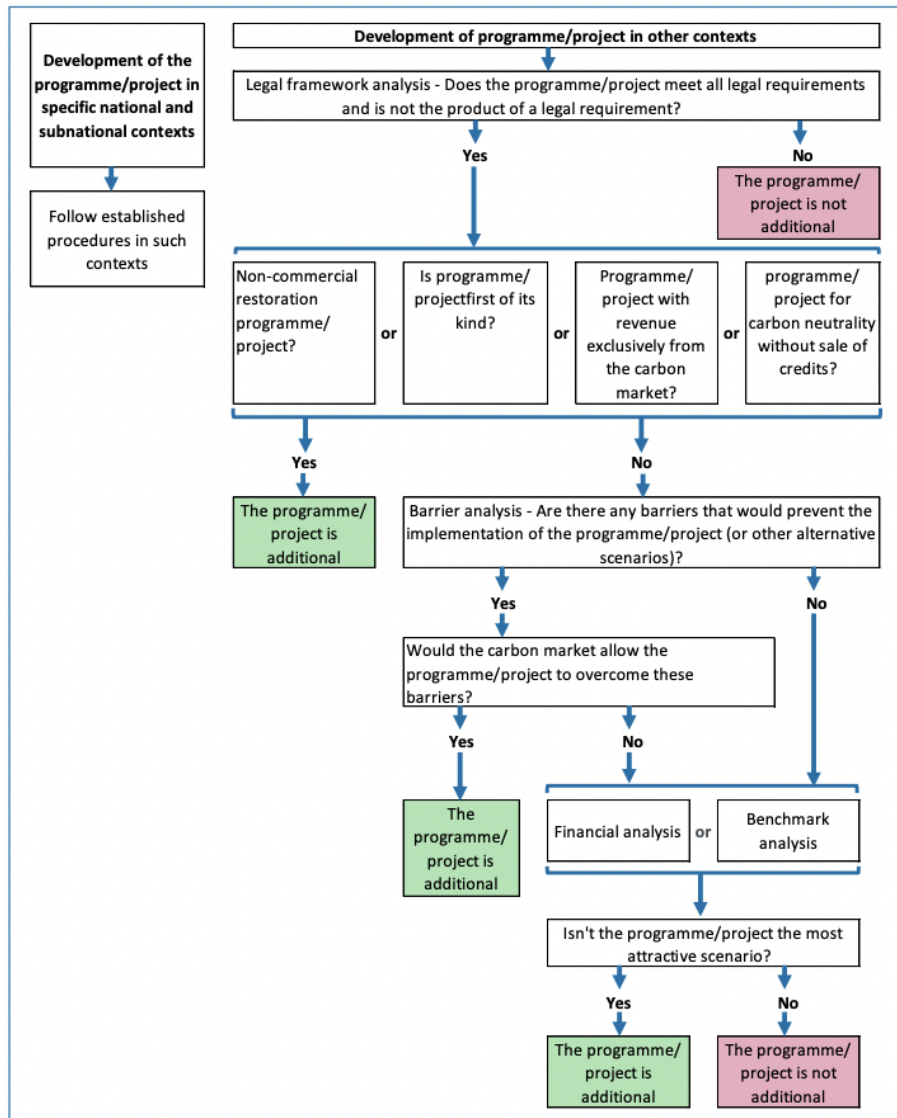 Development of the
programme/project in
specific national and
subnational contexts
Follow established
procedures in such
contexts
Development of programme/project in other contexts
Legal framework analysis - Does the programme/project meet all legal requirements
and is not the product of a legal requirement?
Yes
No
The programme/
project is not
additional
Non-commercial
restoration
programme/
project?
or
Is programme/
projectfirst of its
kind?
or
Programme/
project with
revenue
exclusively from
the carbon
market?
or
programme/
project for
carbon neutrality
without sale of
credits?
Yes
No
The programme/
project is
additional
Barrier analysis - Are there any barriers that would prevent the
implementation of the programme/project (or other alternative
scenarios)?
Yes
No
Would the carbon market allow the
programme/project to overcome these
barriers?
Yes
No
The
programme/
project is
additional
Financial analysis
or
Benchmark
analysis
Isn't the programme/project the most
attractive scenario?
Yes
No
The programme/
project is
additional
The programme/
project is not
additional